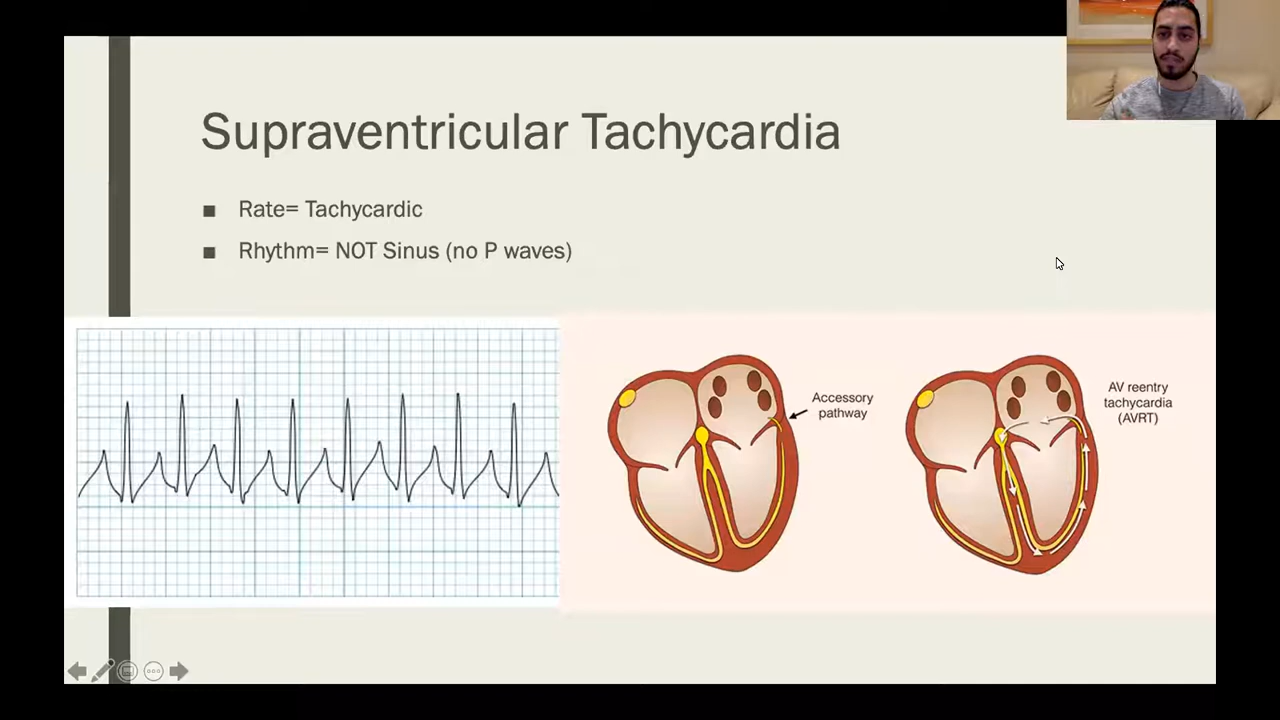 Supraventricular Tachycardia
Rate= Tachycardic
Rhythm= NOT Sinus (no P waves)
Accessory
pathway
AV reentry
tachycardia
(AVRT)